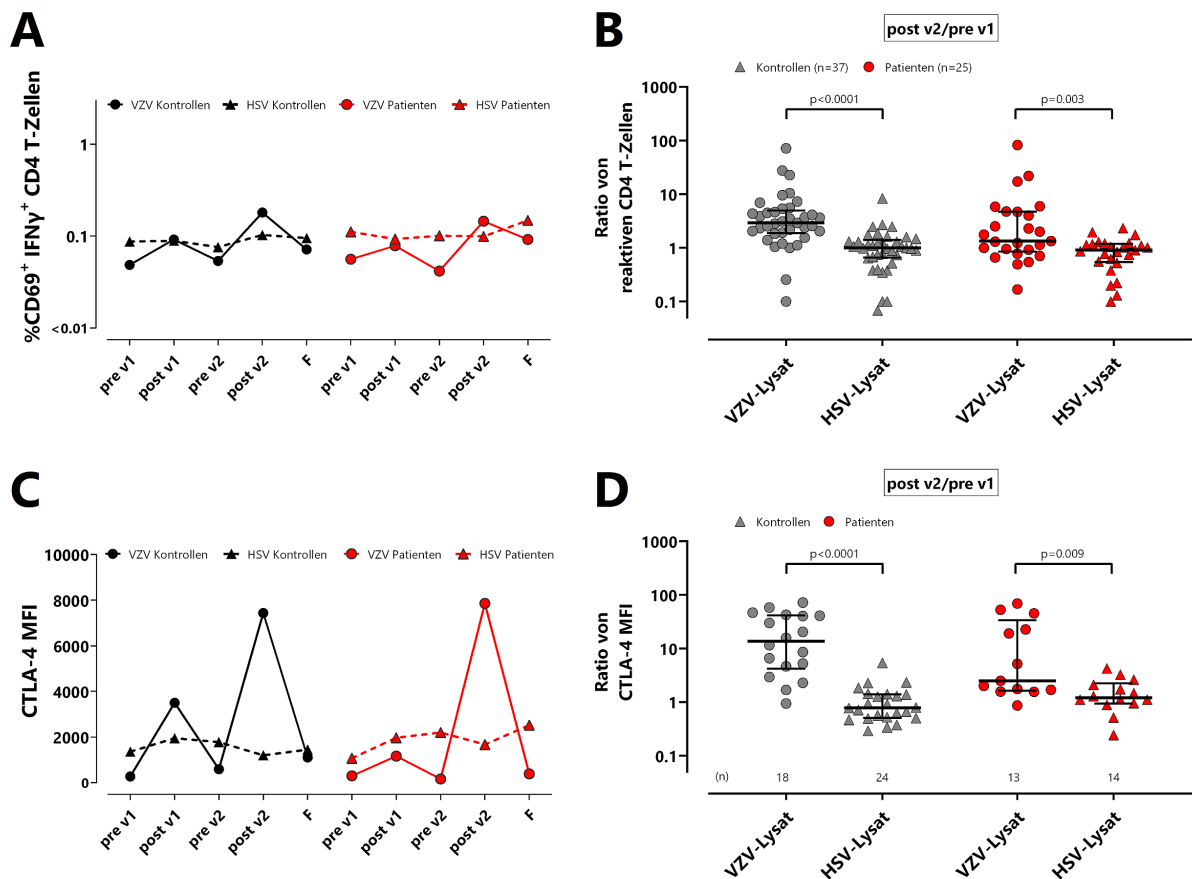 A
%CD69+ IFNγ+ CD4 T-Zellen
VZV Kontrollen
HSV Kontrollen
VZV Patienten
HSV Patienten
1
0.1
<0.01
pre v1
post v1
pre v2
post v2
F
pre v1
post v1
pre v2
post v2
F
B
post v2/pre v1
Kontrollen (n=37)
Patienten (n=25)
Ratio von
reaktiven CD4 T-Zellen
1000
100
10
1
0.1
p<0.0001
p=0.003
VZV-Lysat
HSV-Lysat
VZV-Lysat
HSV-Lysat
C
CTLA-4 MFI
VZV Kontrollen
HSV Kontrollen
VZV Patienten
HSV Patienten
10000
8000
6000
4000
2000
0
pre v1
post v1
pre v2
post v2
F
pre v1
post v1
pre v2
post v2
F
D
post v2/pre v1
Kontrollen
Patienten
Ratio von
CTLA-4 MFI
1000
100
10
1
0.1
p<0.0001
p=0.009
(n)
18
24
13
14
VZV-Lysat
HSV-Lysat
VZV-Lysat
HSV-Lysat